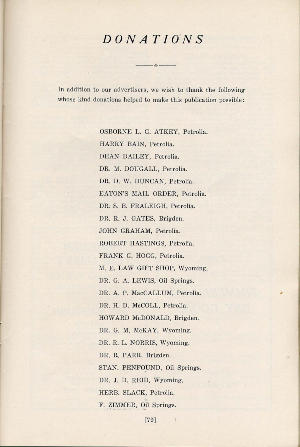 DONATIONS
In addition to our advertisers, we wish to thank the following
whose kind donations helped to make this publication possible:
OSBORNE L. C. ATKEY, Petrolia.
HARRY BAIN, Petrolia.
DEAN DAILEY, Petrolia.
DR. M. DOUGALL, Petrolia.
DR. D. W. DUNCAN, Petrolia.
EATON'S MAIL ORDER, Petrolia.
DR. S. B. FRALEIGH, Petrolia.
DR. R. J. GATES, Brigden.
JOHN GRAHAM, Petrolia.
ROBERT HASTINGS, Petrolia.
FRANK C. HOGG, Petrolia.
M. E. LAW GIFT SHOP, Wyoming.
DR. G. A. LEWIS, Oil Springs.
DR. A. P. MacCALLUM, Petrolia.
DR. H. D. McCOLL, Petrolia.
HOWARD McDONALD, Brigden.
DR. G. M. McKAY, Wyoming.
DR. R. L. NORRIS, Wyoming.
DR. B. PARR, Brigden.
STAN. PENFOUND, Oil Springs.
DR. J. REID, Wyoming.
HERB. SLACK, Petrolia.
F. ZIMMER, Oil Springs.